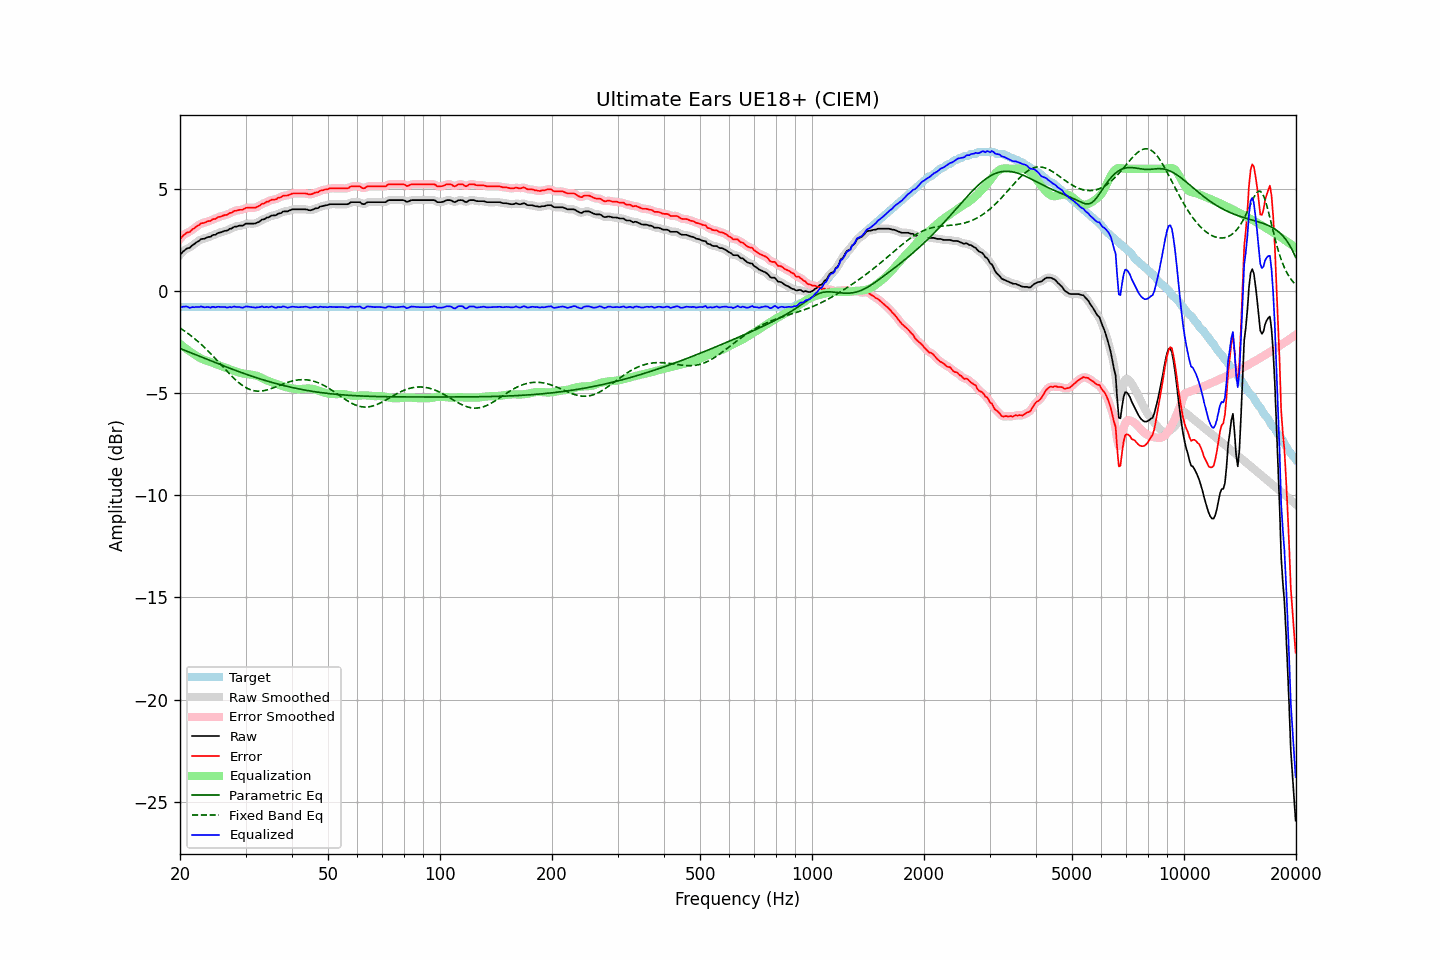 Ultimate Ears UE18+ (CIEM)
Amplitude (dBr)
5
0
−5
−10
−15
−20
−25
Target
Raw Smoothed
Error Smoothed
Raw
Error
Equalization
Parametric Eq
Fixed Band Eq
Equalized
20 50 100 200 500 1000 2000 5000 10000 20000
Frequency (Hz)